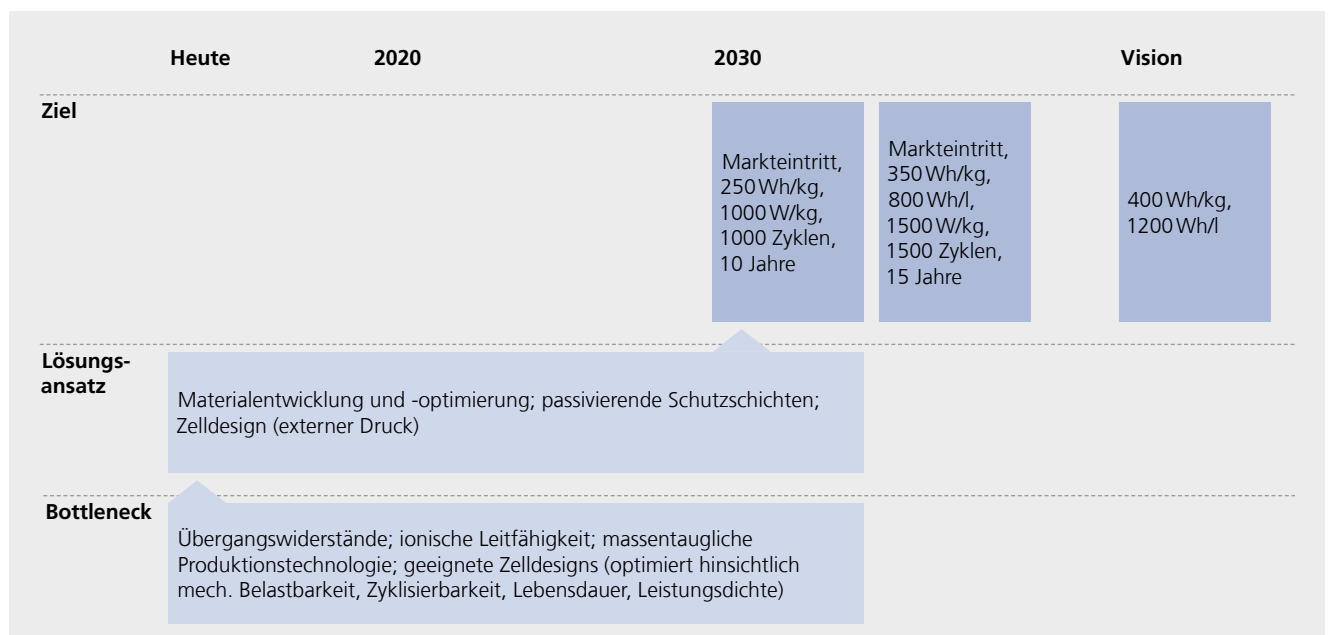 Heute 2020 2030 Vision
Ziel
Markteintritt,
250 Wh/kg,
1000 W/kg,
1000 Zyklen,
10 Jahre
Markteintritt,
350 Wh/kg,
800 Wh/l,
1500 W/kg,
1500 Zyklen,
15 Jahre
400 Wh/kg,
1200 Wh/l
Lösungs-
ansatz
Materialentwicklung und -optimierung; passivierende Schutzschichten;
Zelldesign (externer Druck)
Bottleneck
Übergangswiderstände; ionische Leitfähigkeit; massentaugliche
Produktionstechnologie; geeignete Zelldesigns (optimiert hinsichtlich
mech. Belastbarkeit, Zyklisierbarkeit, Lebensdauer, Leistungsdichte)